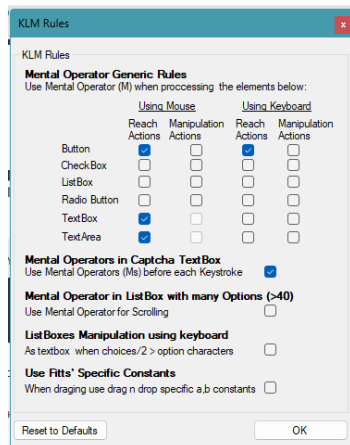 KLM Rules
x
KLM Rules
Mental Operator Generic Rules
Use Mental Operator (M) when proccessing the elements below:
Using Mouse Using Keyboard
Reach Manipulation Reach Manipulation
Actions Actions Actions Actions
Button
CheckBox
ListBox
Radio Button
TextBox
TextArea
Mental Operators in Captcha TextBox
Use Mental Operators (Ms) before each Keystroke
Mental Operator in ListBox with many Options (>40)
Use Mental Operator for Scrolling
ListBoxes Manipulation using keyboard
As textbox when choices/2 > option characters
Use Fitts' Specific Constants
When draging use drag n drop specific a,b constants
Reset to Defaults OK